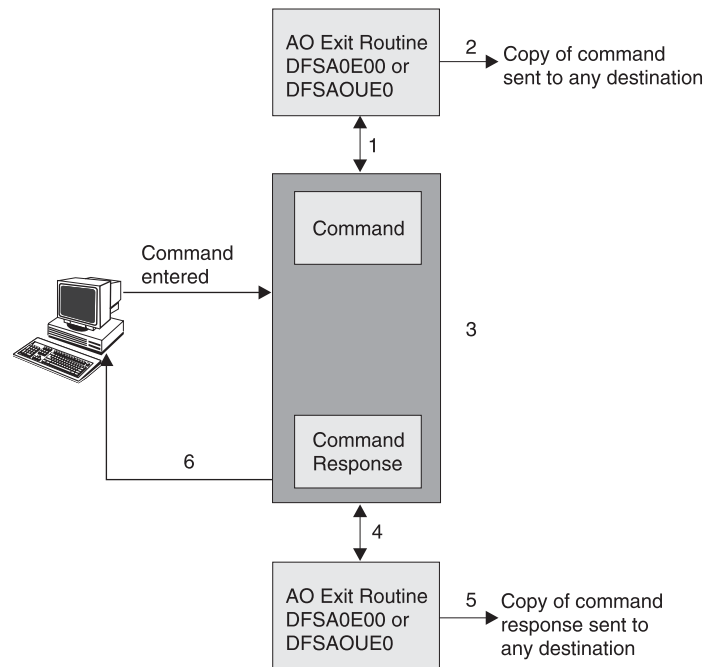 AO Exit Routine
DFSA0E00 or
DFSAOUE0
2
Copy of command
sent to any destination
1
Command
Command
entered
3
Command
Response
6
4
AO Exit Routine
DFSA0E00 or
DFSAOUE0
5
Copy of command
response sent to
any destination